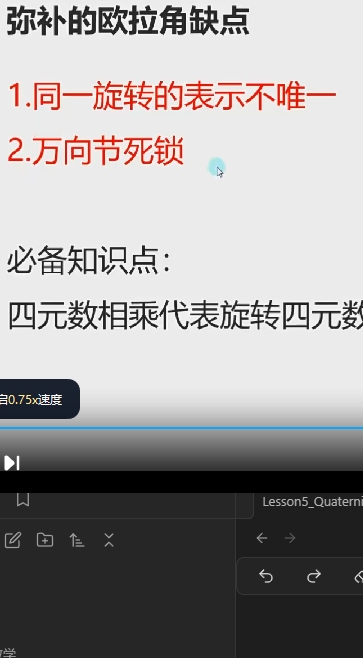 弥补的欧拉角缺点
1.同一旋转的表示不唯一
2.万向节死锁
必备知识点：
四元数相乘代表旋转四元数
启0.75x速度
Lesson5_Quaterni
学